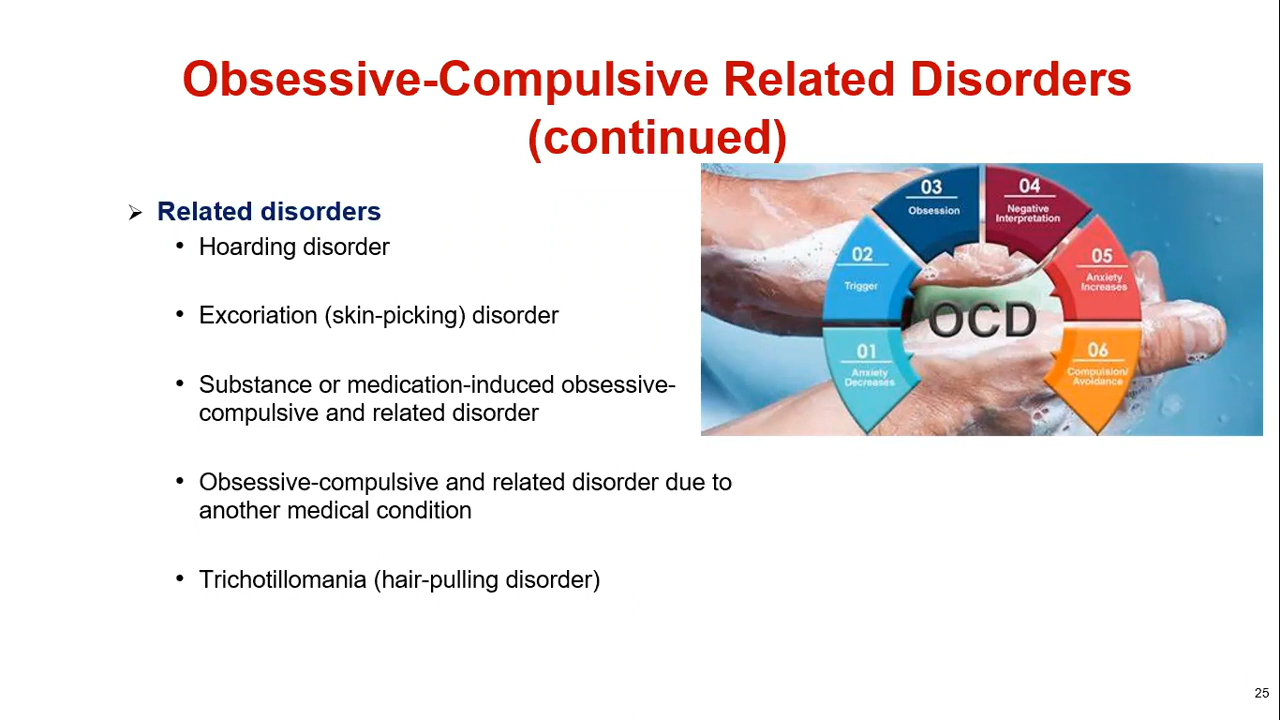 Obsessive-Compulsive Related Disorders
(continued)
➢ Related disorders
• Hoarding disorder
• Excoriation (skin-picking) disorder
• Substance or medication-induced obsessive-
compulsive and related disorder
• Obsessive-compulsive and related disorder due to
another medical condition
• Trichotillomania (hair-pulling disorder)
01
Anxiety
Decreases
02
Trigger
03
Obsession
04
Negative
Interpretation
05
Anxiety
Increases
06
Compulsion/
Avoidance
OCD
25